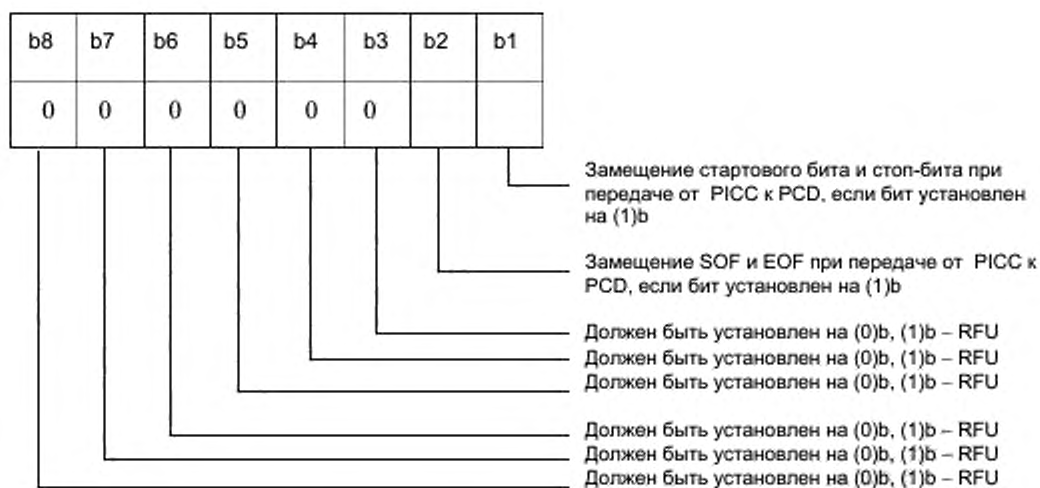 b8 b7 b6 b5 b4 b3 b2 b1
0 0 0 0 0 0
Замещение стартового бита и стоп-бита при
передаче от PICC к PCD, если бит установлен
на (1)b
Замещение SOF и EOF при передаче от PICC к
PCD, если бит установлен на (1)b
Должен быть установлен на (0)b, (1)b – RFU
Должен быть установлен на (0)b, (1)b – RFU
Должен быть установлен на (0)b, (1)b – RFU
Должен быть установлен на (0)b, (1)b – RFU
Должен быть установлен на (0)b, (1)b – RFU
Должен быть установлен на (0)b, (1)b – RFU